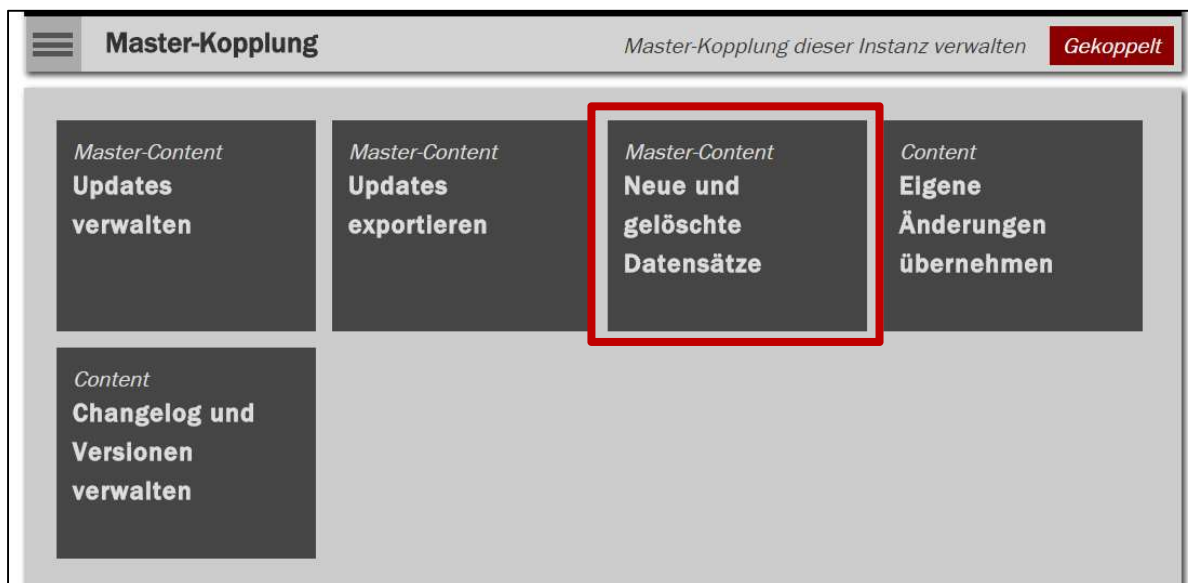 Master-Kopplung
Master-Kopplung dieser Instanz verwalten
Gekoppelt
Master-Content
Updates
verwalten
Master-Content
Updates
exportieren
Master-Content
Neue und
gelöschte
Datensätze
Content
Eigene
Änderungen
übernehmen
Content
Changelog und
Versionen
verwalten